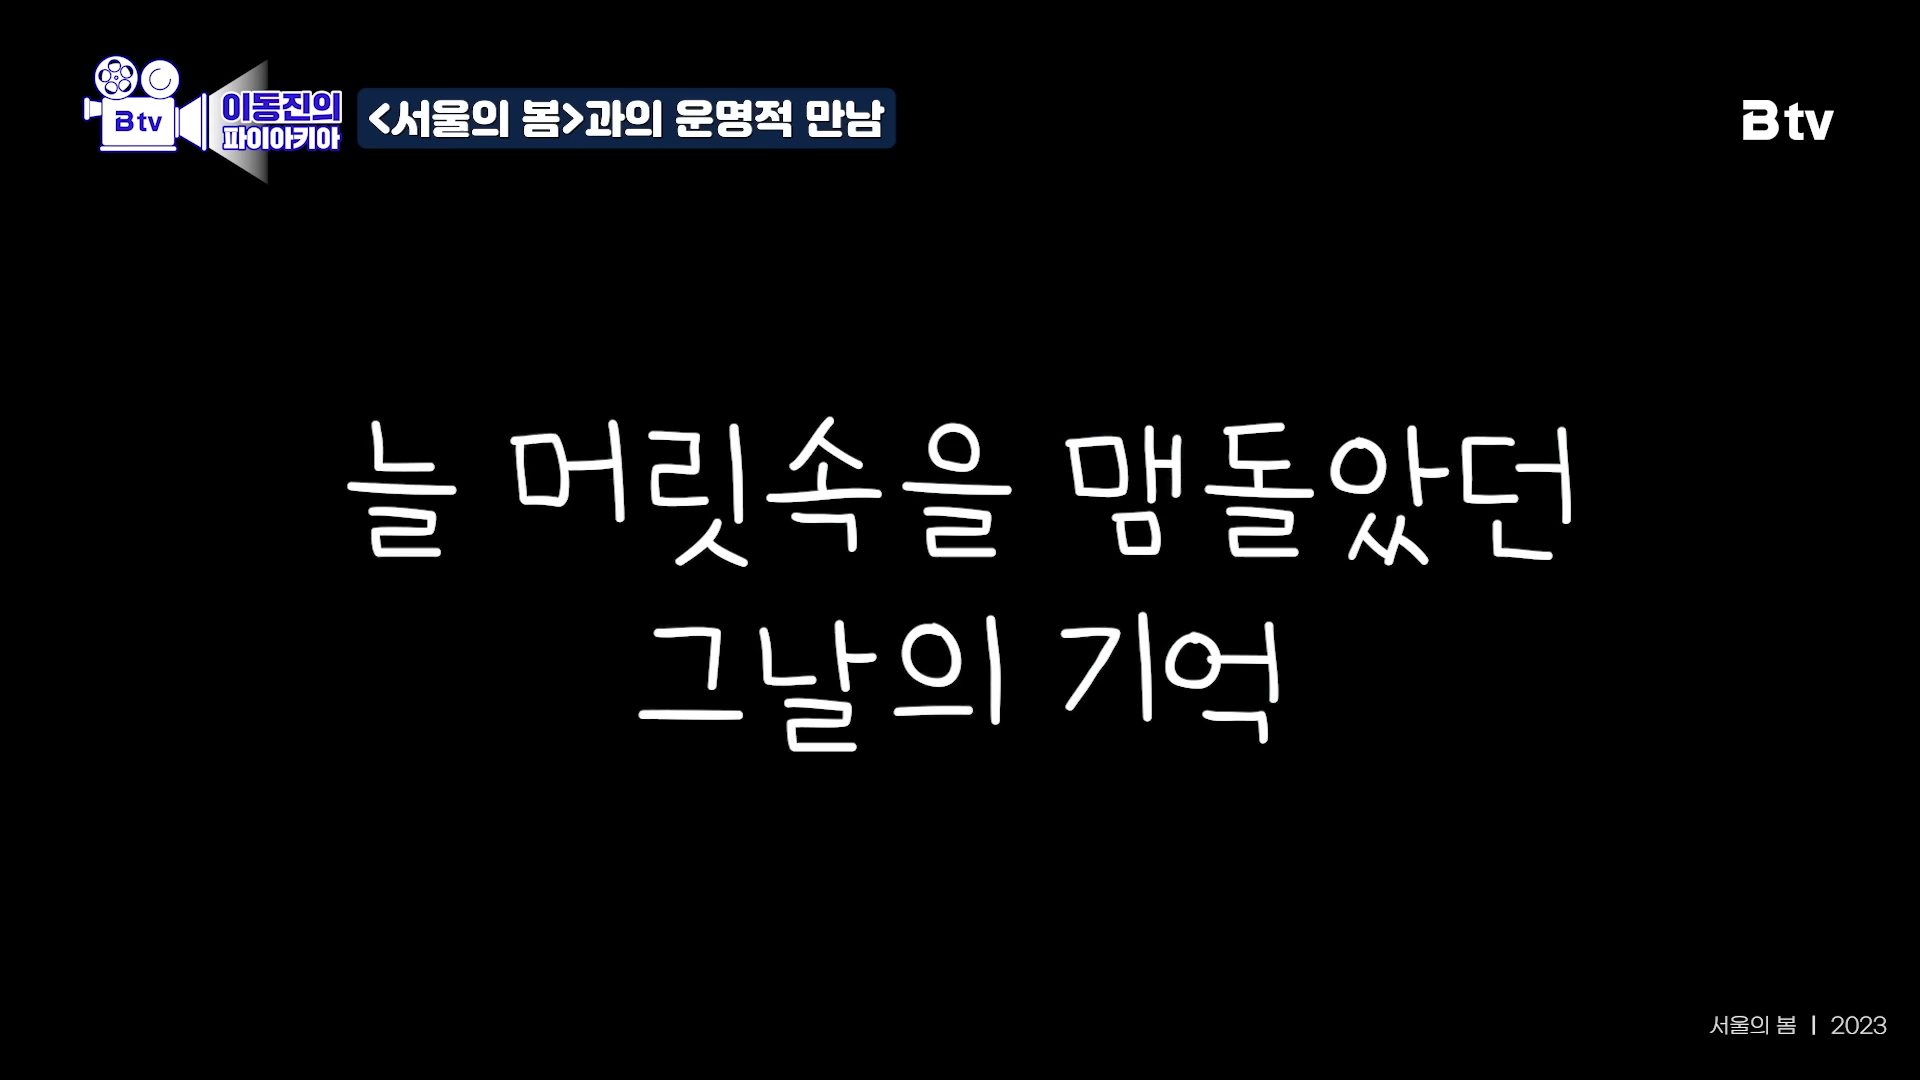 B tv
이동진의
파이아키아
<서울의 봄>과의 운명적 만남
B tv
늘 머릿속을 맴돌았던
그날의 기억
서울의 봄 | 2023